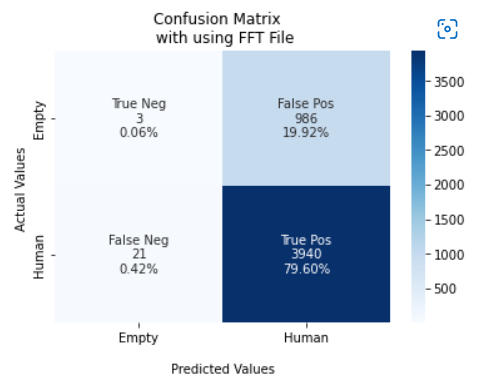 Confusion Matrix
with using FFT File
True Neg
3
0.06%
False Pos
986
19.92%
False Neg
21
0.42%
True Pos
3940
79.60%
Empty
Human
Actual Values
Empty
Human
Predicted Values
3500
3000
2500
2000
1500
1000
500